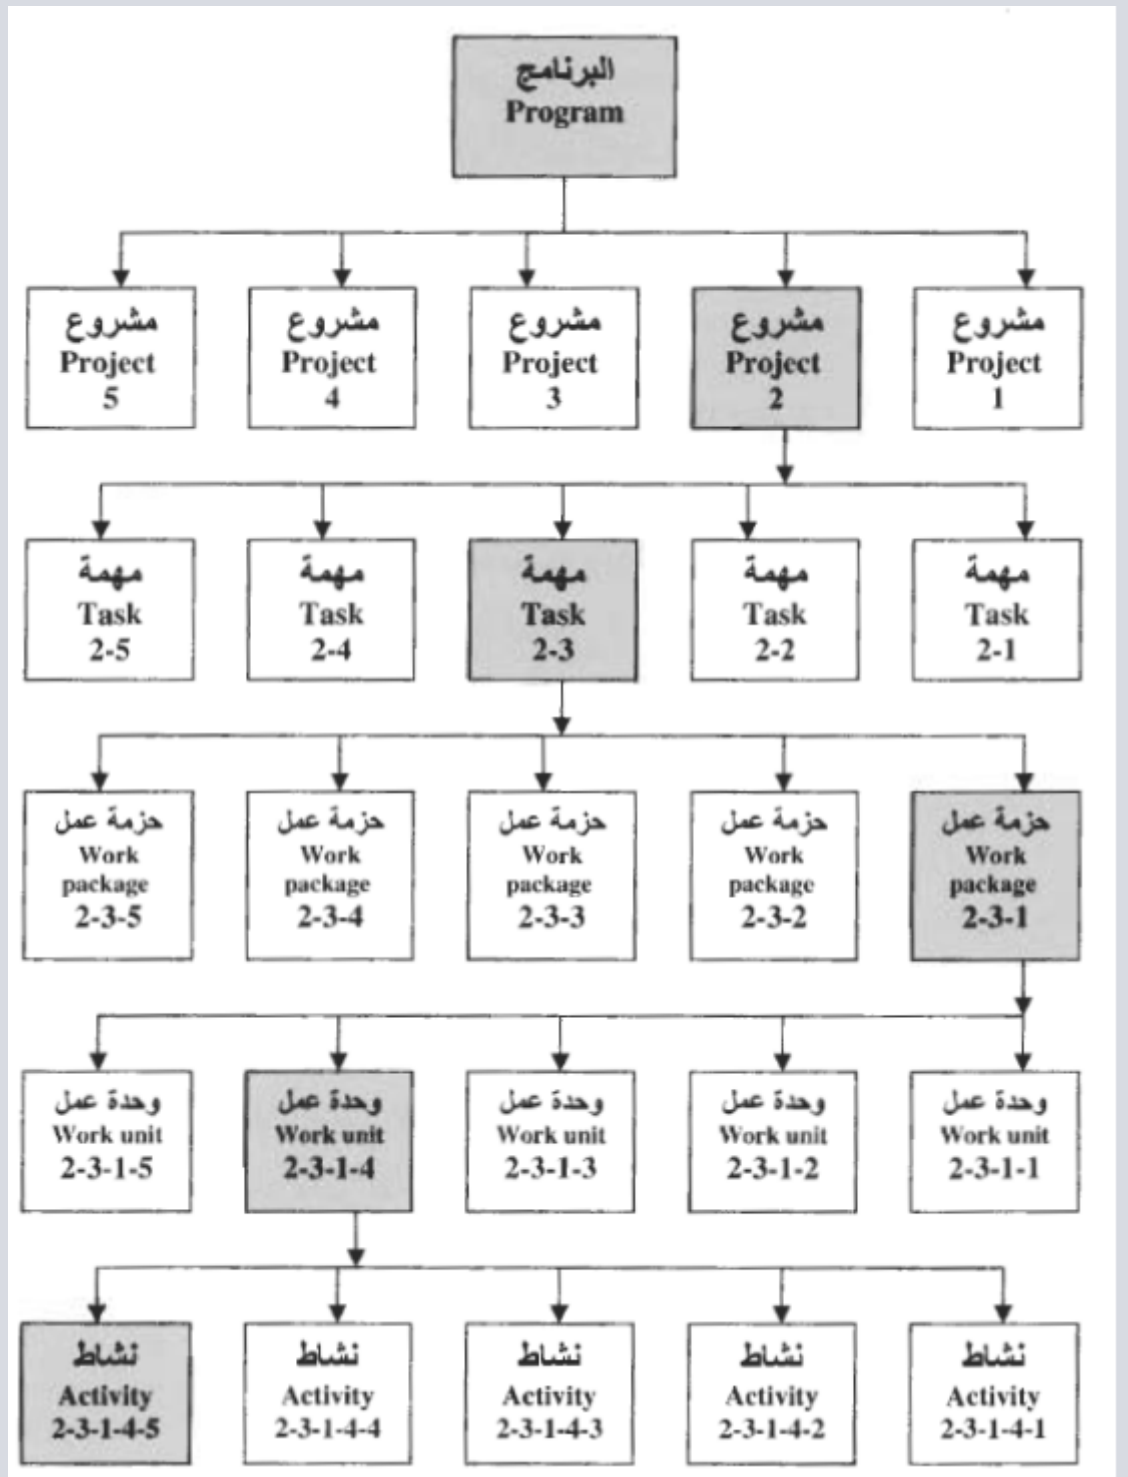 البرنامج
Program
مشروع
Project
1
مشروع
Project
2
مشروع
Project
3
مشروع
Project
4
مشروع
Project
5
مهمة
Task
2-1
مهمة
Task
2-2
مهمة
Task
2-3
مهمة
Task
2-4
مهمة
Task
2-5
حزمة عمل
Work
package
2-3-1
حزمة عمل
Work
package
2-3-2
حزمة عمل
Work
package
2-3-3
حزمة عمل
Work
package
2-3-4
حزمة عمل
Work
package
2-3-5
وحدة عمل
Work unit
2-3-1-1
وحدة عمل
Work unit
2-3-1-2
وحدة عمل
Work unit
2-3-1-3
وحدة عمل
Work unit
2-3-1-4
وحدة عمل
Work unit
2-3-1-5
نشاط
Activity
2-3-1-4-1
نشاط
Activity
2-3-1-4-2
نشاط
Activity
2-3-1-4-3
نشاط
Activity
2-3-1-4-4
نشاط
Activity
2-3-1-4-5